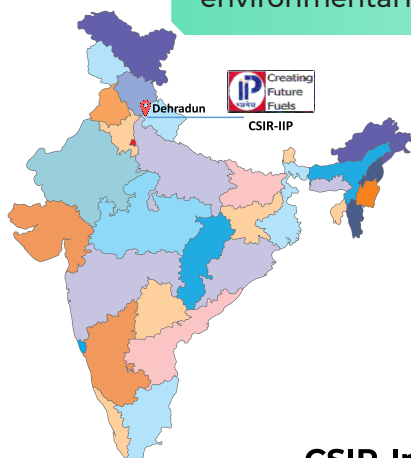 environmental
Creating
Future
Fuels
Dehradun
CSIR-IIP
CSIR-I